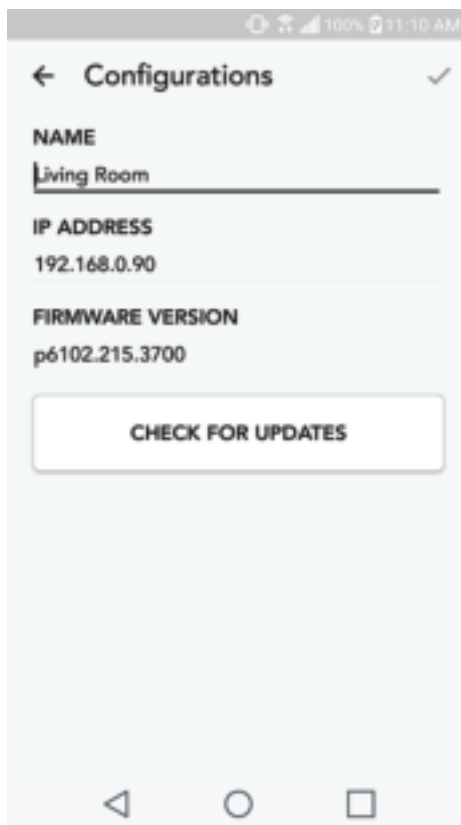 100% 11:10 AM
Configurations
NAME
Living Room
IP ADDRESS
192.168.0.90
FIRMWARE VERSION
p6102.215.3700
CHECK FOR UPDATES